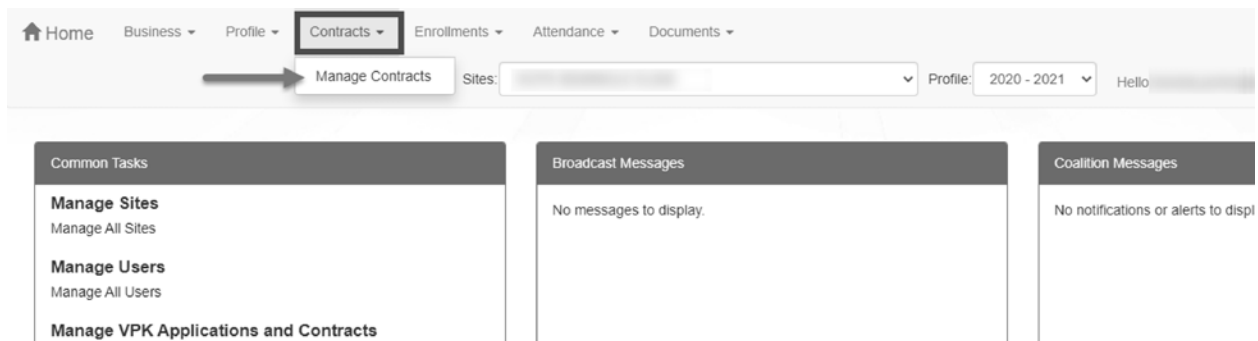 Home Business Profile Contracts Enrollments Attendance Documents
Manage Contracts Sites: Profile: 2020 - 2021 Hello
Common Tasks
Manage Sites
Manage All Sites
Manage Users
Manage All Users
Manage VPK Applications and Contracts
Broadcast Messages
No messages to display.
Coalition Messages
No notifications or alerts to displ